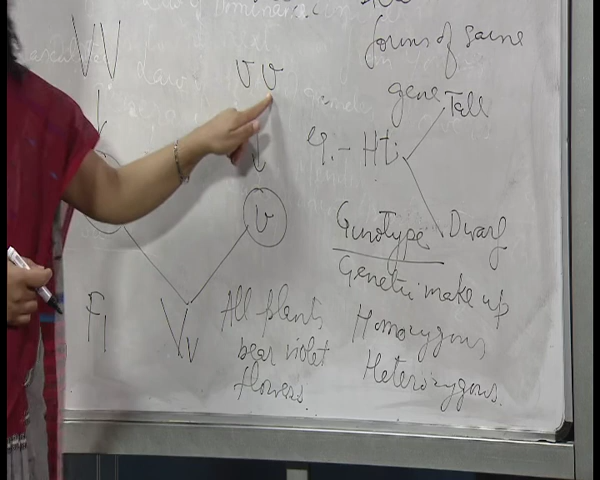 VV
vv
v
F1
Vv
All plants
bear violet
flowers.
forms of same
gene
Tall
Ht.
Dwarf
Genotype
Genetic make up
Homozygous
Heterozygous.